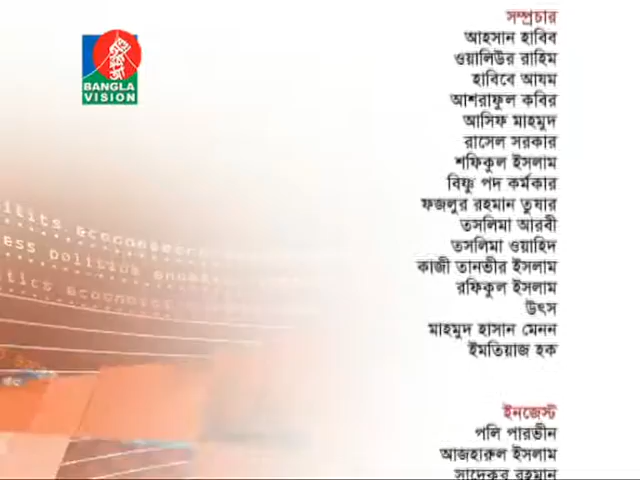 BANGLA
VISION
সম্প্রচার
আহসান হাবিব
ওয়ালিউর রাহিম
হাবিবে আযম
আশরাফুল কবির
আসিফ মাহমুদ
রাসেল সরকার
শফিকুল ইসলাম
বিষ্ণু পদ কর্মকার
ফজলুর রহমান তুষার
তসলিমা আরবী
তসলিমা ওয়াহিদ
কাজী তানভীর ইসলাম
রফিকুল ইসলাম
উৎস
মাহমুদ হাসান মেনন
ইমতিয়াজ হক
ইনজেস্ট
পলি পারভীন
আজহারুল ইসলাম
সাদেকুর রহমান